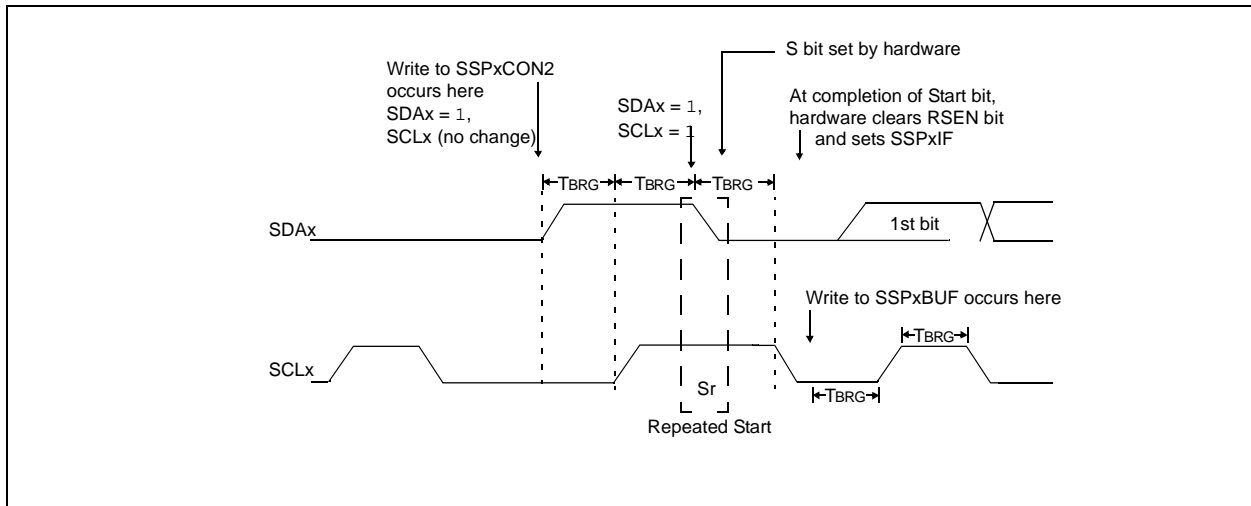 S bit set by hardware
Write to SSPxCON2
occurs here
SDAx = 1,
SCLx (no change)
SDAx = 1,
SCLx = 1
At completion of Start bit,
hardware clears RSEN bit
and sets SSPxIF
TBRG TBRG TBRG
SDAx
1st bit
Write to SSPxBUF occurs here
TBRG
SCLx
Sr
TBRG
Repeated Start